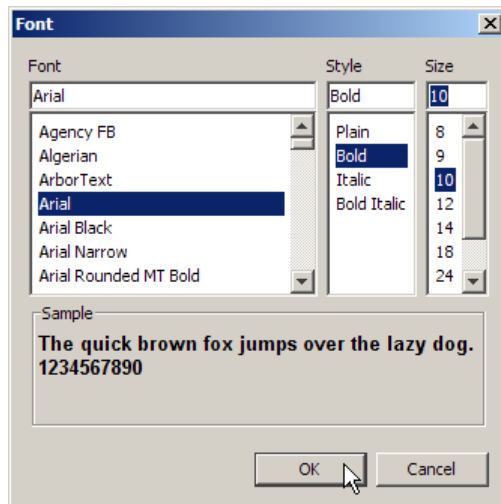 Font
Font Style Size
Arial Bold 10
Agency FB
Algerian
ArborText
Arial
Arial Black
Arial Narrow
Arial Rounded MT Bold
Plain
Bold
Italic
Bold Italic
8
9
10
12
14
18
24
Sample
The quick brown fox jumps over the lazy dog.
1234567890
OK Cancel